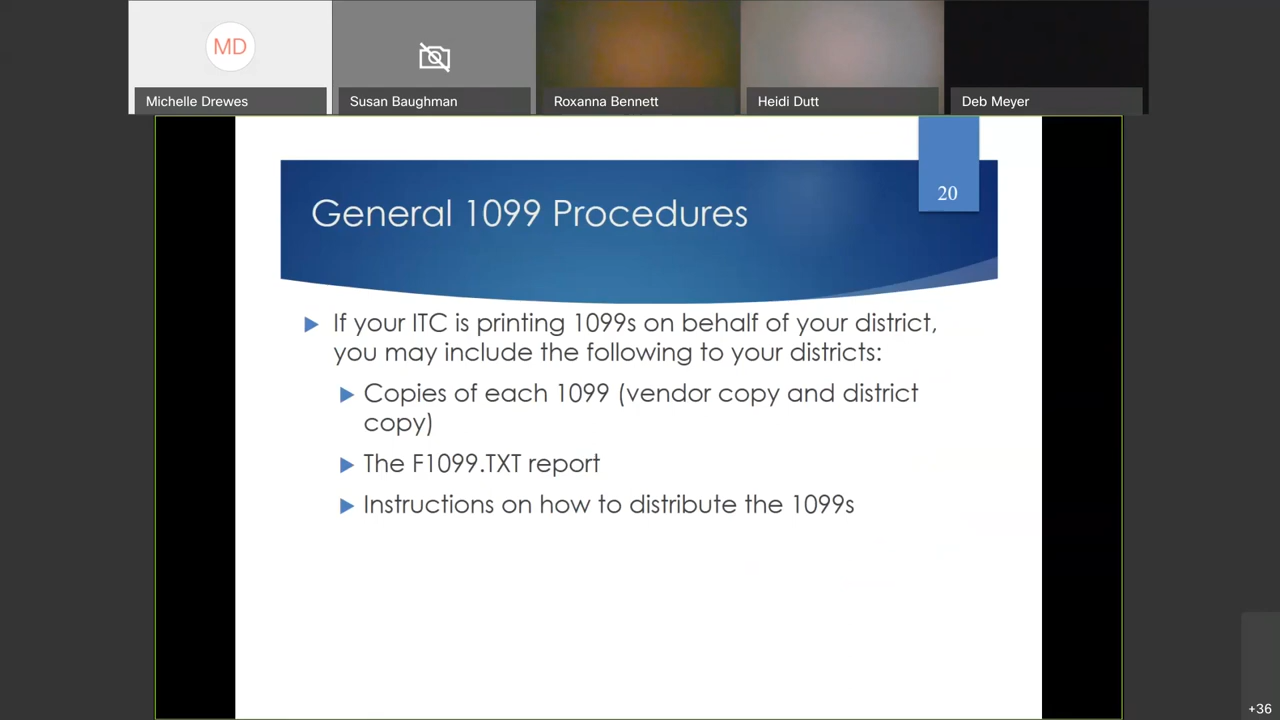 MD
Michelle Drewes
Susan Baughman
Roxanna Bennett
Heidi Dutt
Deb Meyer
20
General 1099 Procedures
If your ITC is printing 1099s on behalf of your district,
you may include the following to your districts:
Copies of each 1099 (vendor copy and district
copy)
The F1099.TXT report
Instructions on how to distribute the 1099s
+36